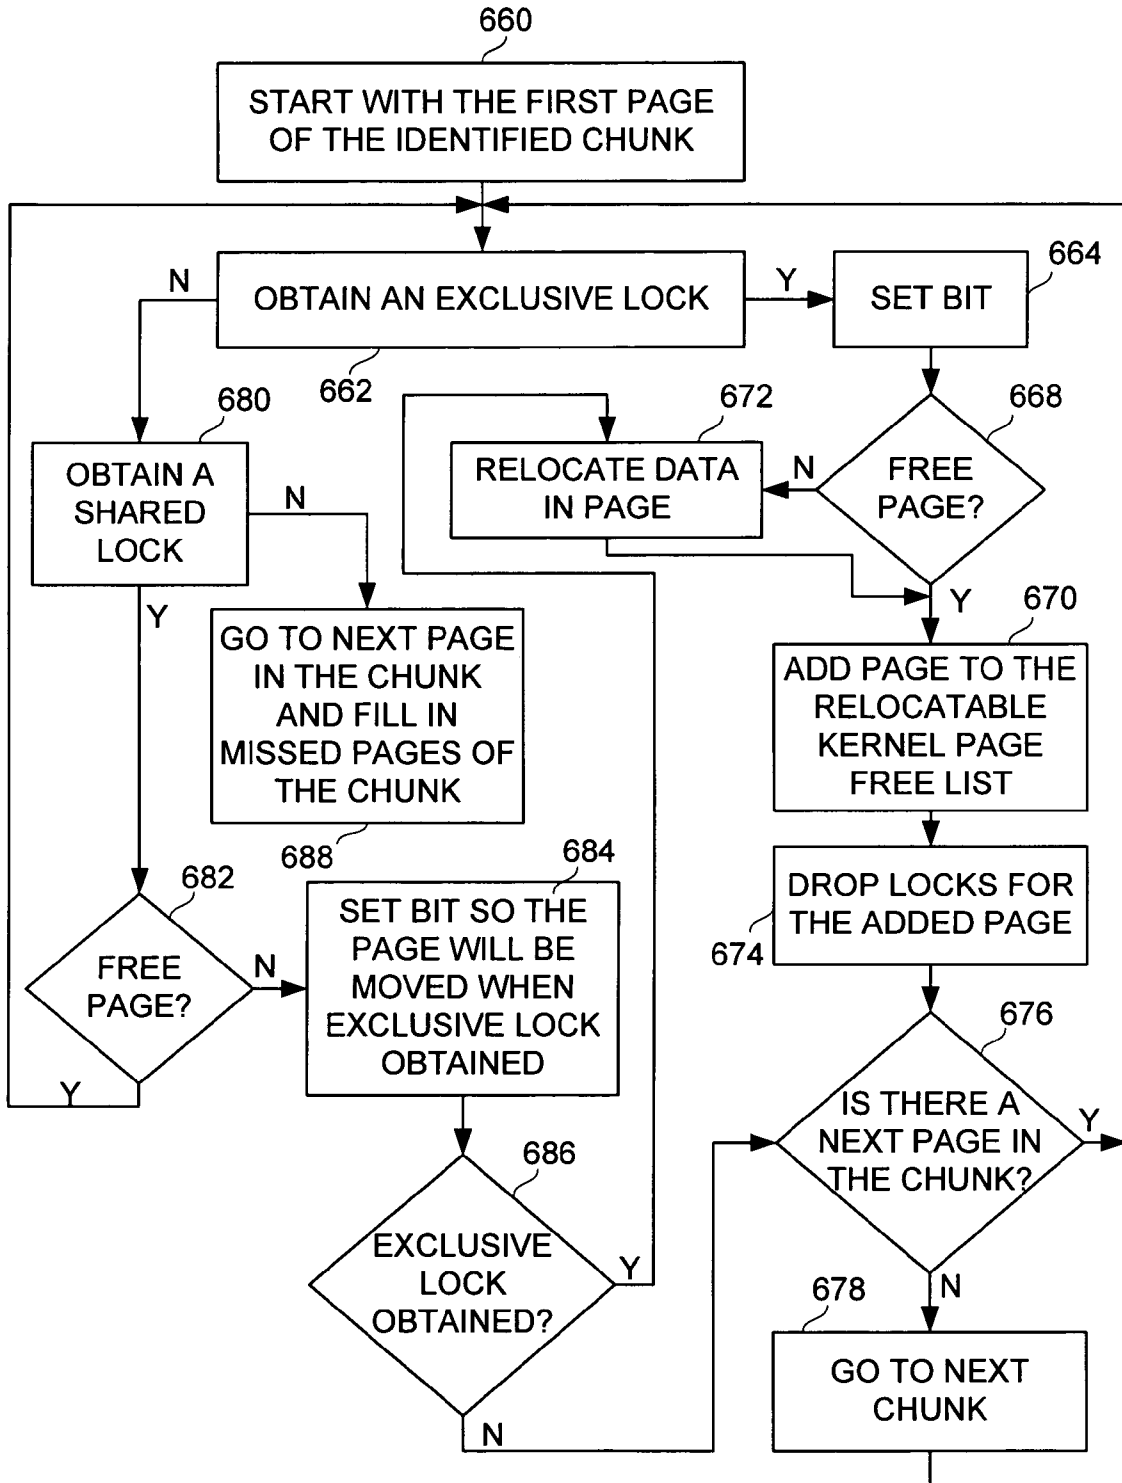 660
START WITH THE FIRST PAGE
OF THE IDENTIFIED CHUNK
N
OBTAIN AN EXCLUSIVE LOCK
Y
664
SET BIT
662
680
OBTAIN A
SHARED
LOCK
N
Y
672
RELOCATE DATA
IN PAGE
N
668
FREE
PAGE?
Y
670
GO TO NEXT PAGE
IN THE CHUNK
AND FILL IN
MISSED PAGES OF
THE CHUNK
688
ADD PAGE TO THE
RELOCATABLE
KERNEL PAGE
FREE LIST
682
FREE
PAGE?
N
Y
684
SET BIT SO THE
PAGE WILL BE
MOVED WHEN
EXCLUSIVE LOCK
OBTAINED
DROP LOCKS FOR
THE ADDED PAGE
674
676
IS THERE A
NEXT PAGE IN
THE CHUNK?
Y
N
686
EXCLUSIVE
LOCK
OBTAINED?
Y
N
678
GO TO NEXT
CHUNK